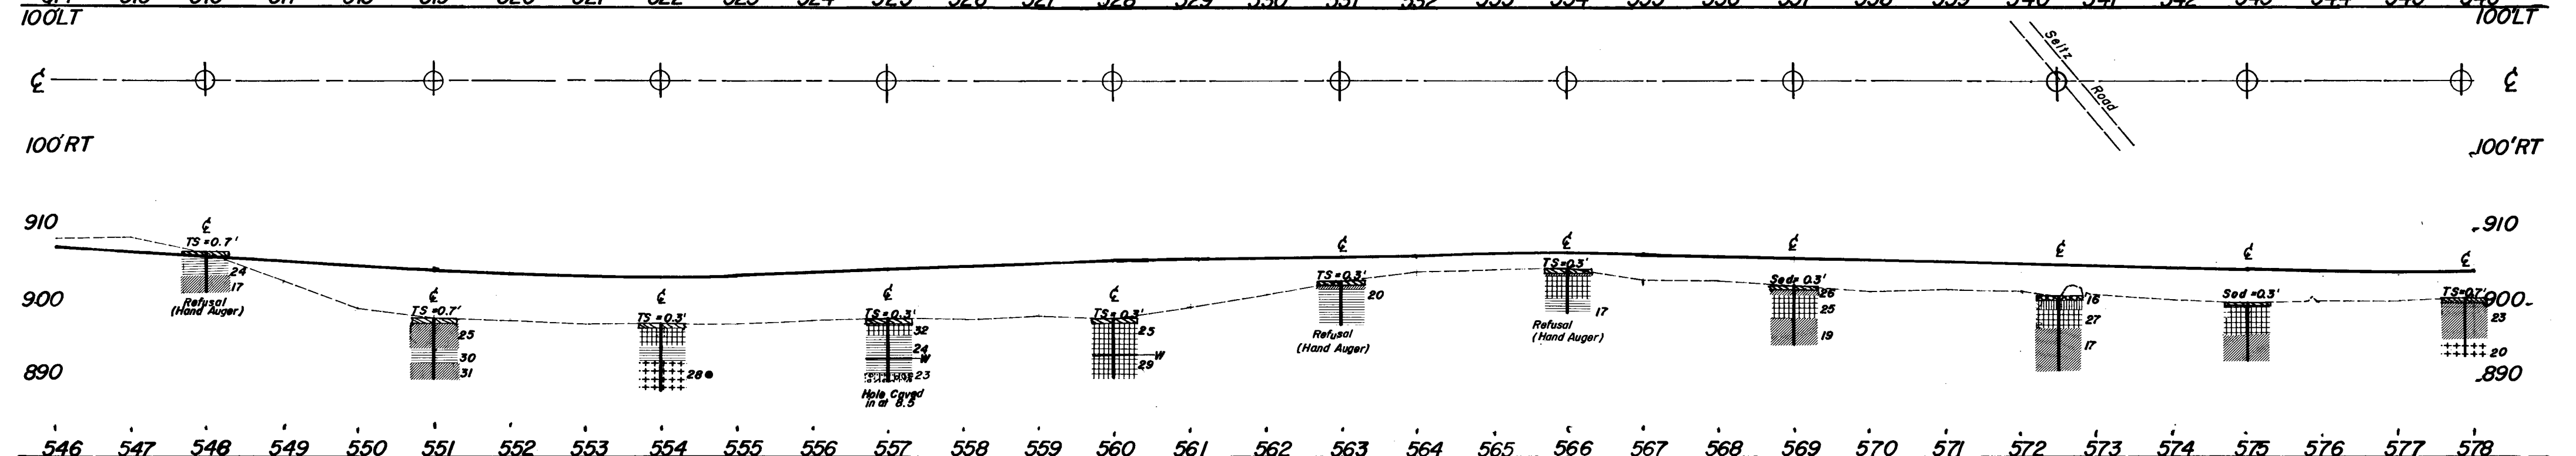 100'LT 100'LT
Seitz Road
℄ ℄
100'RT 100'RT
910 910
℄ ℄ ℄ ℄ ℄ ℄ ℄ ℄ ℄ ℄ ℄
TS=0.7'
24
17
Refusal
(Hand Auger)
TS=0.7'
25
30
31
TS=0.3'
28
TS=0.3'
32
24
W
23
Hole Caved
in at 8.5
TS=0.3'
25
W
29
TS=0.3'
20
Refusal
(Hand Auger)
TS=0.3'
17
Refusal
(Hand Auger)
Sod=0.3'
26
25
19
16
27
17
Sod=0.3'
TS=0.7'
23
20
900 900
890 890
546 547 548 549 550 551 552 553 554 555 556 557 558 559 560 561 562 563 564 565 566 567 568 569 570 571 572 573 574 575 576 577 578